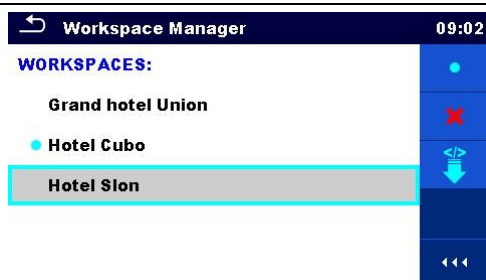 Workspace Manager 09:02
WORKSPACES:
Grand hotel Union
Hotel Cubo
Hotel Slon